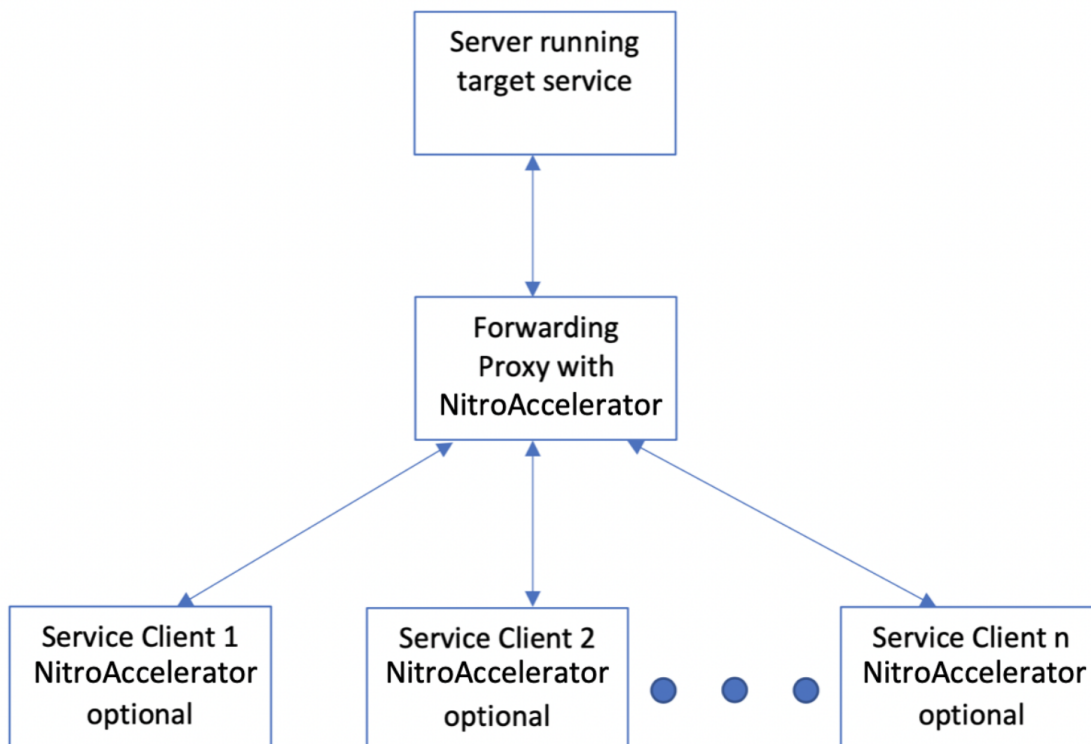 Server running
target service
Forwarding
Proxy with
NitroAccelerator
Service Client 1
NitroAccelerator
optional
Service Client 2
NitroAccelerator
optional
Service Client n
NitroAccelerator
optional